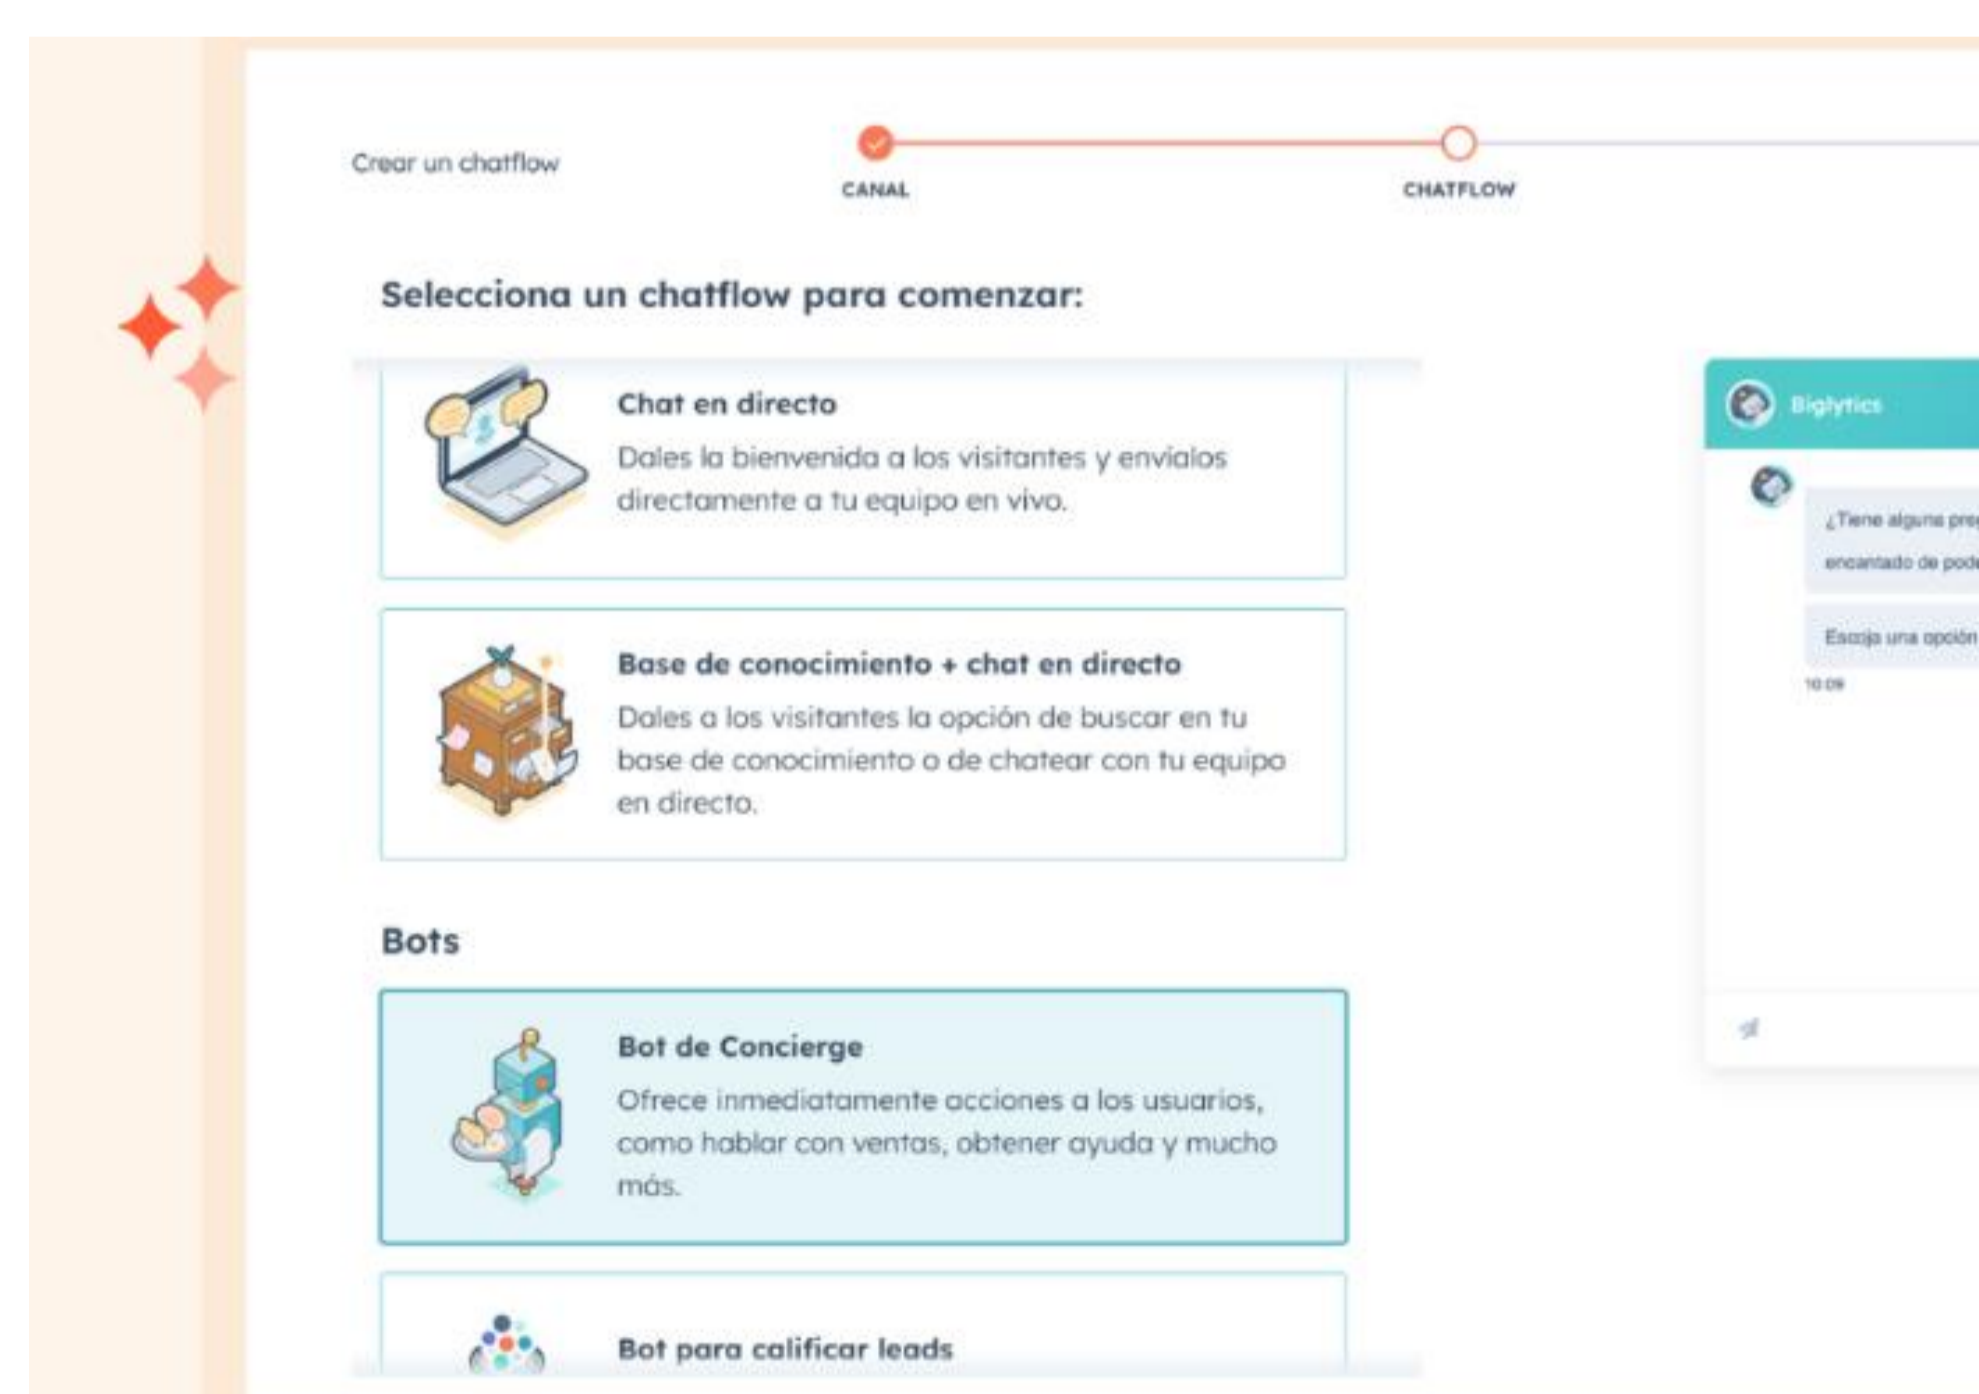 Crear un chatflow
CANAL
CHATFLOW
Selecciona un chatflow para comenzar:
Chat en directo
Dales la bienvenida a los visitantes y envíalos
directamente a tu equipo en vivo.
Base de conocimiento + chat en directo
Dales a los visitantes la opción de buscar en tu
base de conocimiento o de chatear con tu equipo
en directo.
Bots
Bot de Concierge
Ofrece inmediatamente acciones a los usuarios,
como hablar con ventas, obtener ayuda y mucho
más.
Bot para calificar leads
Biglytics
¿Tiene alguna
encantado de
Escoja una opción
10:09